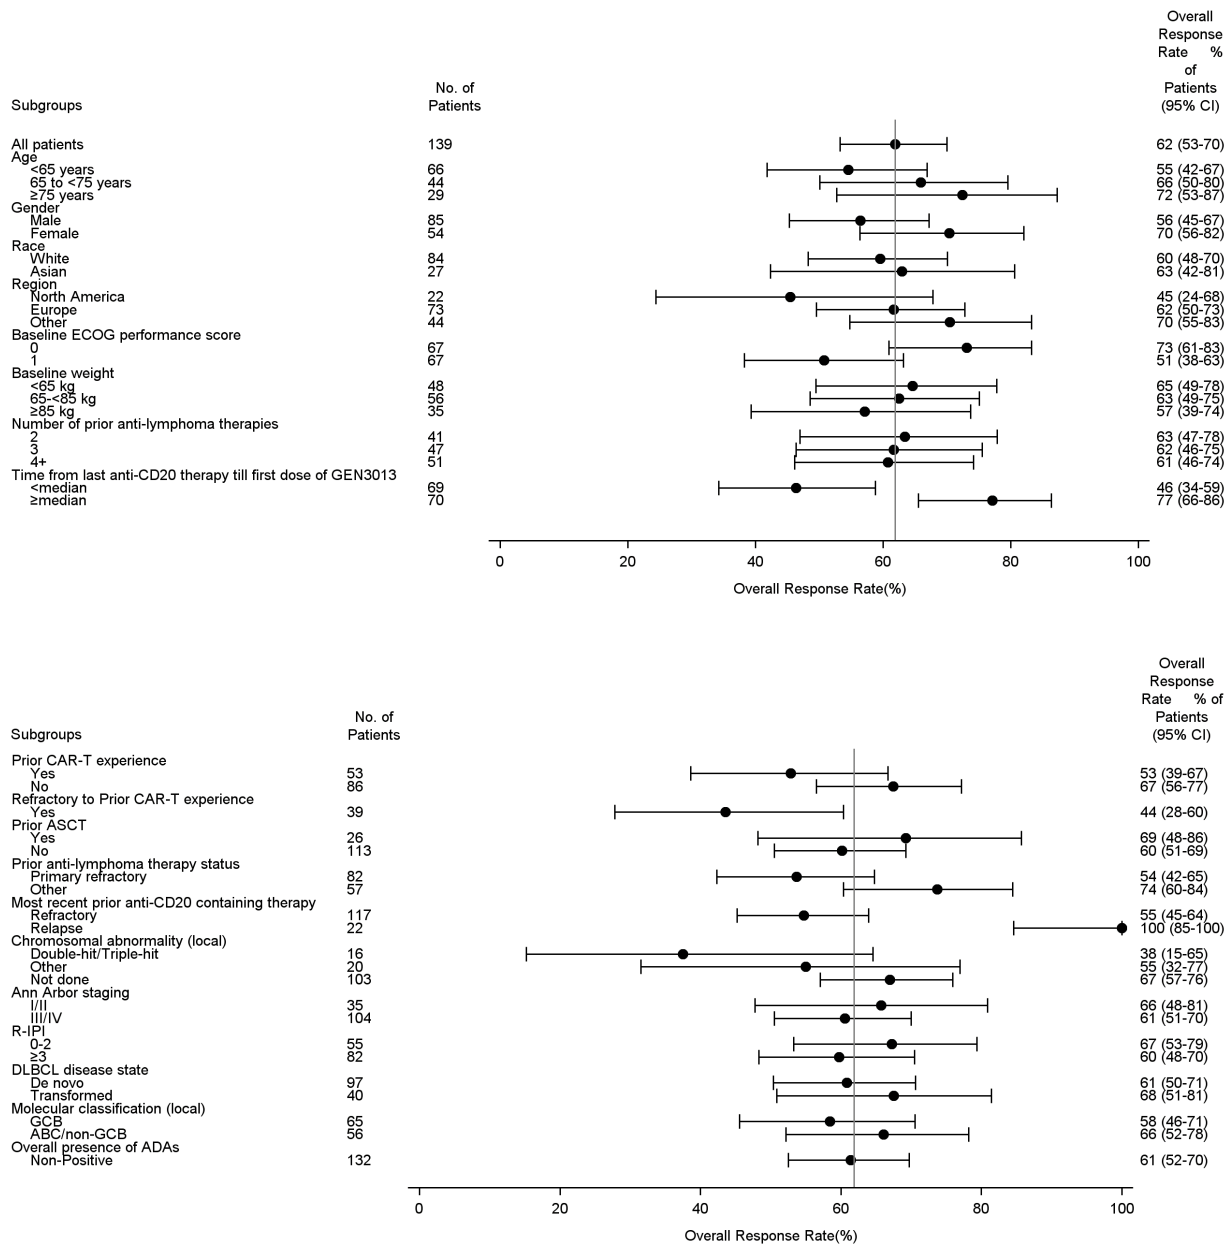 Overall
Response
Rate %
of
Patients
(95% CI)
No. of
Patients
Subgroups
All patients 139 62 (53-70)
Age
<65 years 66 55 (42-67)
65 to <75 years 44 66 (50-80)
≥75 years 29 72 (53-87)
Gender
Male 85 56 (45-67)
Female 54 70 (56-82)
Race
White 84 60 (48-70)
Asian 27 63 (42-81)
Region
North America 22 45 (24-68)
Europe 73 62 (50-73)
Other 44 70 (55-83)
Baseline ECOG performance score
0 67 73 (61-83)
1 67 51 (38-63)
Baseline weight
<65 kg 48 65 (49-78)
65-<85 kg 56 63 (49-75)
≥85 kg 35 57 (39-74)
Number of prior anti-lymphoma therapies
2 41 63 (47-78)
3 47 62 (46-75)
4+ 51 61 (46-74)
Time from last anti-CD20 therapy till first dose of GEN3013
<median 69 46 (34-59)
≥median 70 77 (66-86)
0 20 40 60 80 100
Overall Response Rate(%)
Overall
Response
Rate % of
Patients
(95% CI)
No. of
Patients
Subgroups
Prior CAR-T experience
Yes 53 53 (39-67)
No 86 67 (56-77)
Refractory to Prior CAR-T experience
Yes 39 44 (28-60)
Prior ASCT
Yes 26 69 (48-86)
No 113 60 (51-69)
Prior anti-lymphoma therapy status
Primary refractory 82 54 (42-65)
Other 57 74 (60-84)
Most recent prior anti-CD20 containing therapy
Refractory 117 55 (45-64)
Relapse 22 100 (85-100)
Chromosomal abnormality (local)
Double-hit/Triple-hit 16 38 (15-65)
Other 20 55 (32-77)
Not done 103 67 (57-76)
Ann Arbor staging
I/II 35 66 (48-81)
III/IV 104 61 (51-70)
R-IPI
0-2 55 67 (53-79)
≥3 82 60 (48-70)
DLBCL disease state
De novo 97 61 (50-71)
Transformed 40 68 (51-81)
Molecular classification (local)
GCB 65 58 (46-71)
ABC/non-GCB 56 66 (52-78)
Overall presence of ADAs
Non-Positive 132 61 (52-70)
0 20 40 60 80 100
Overall Response Rate(%)